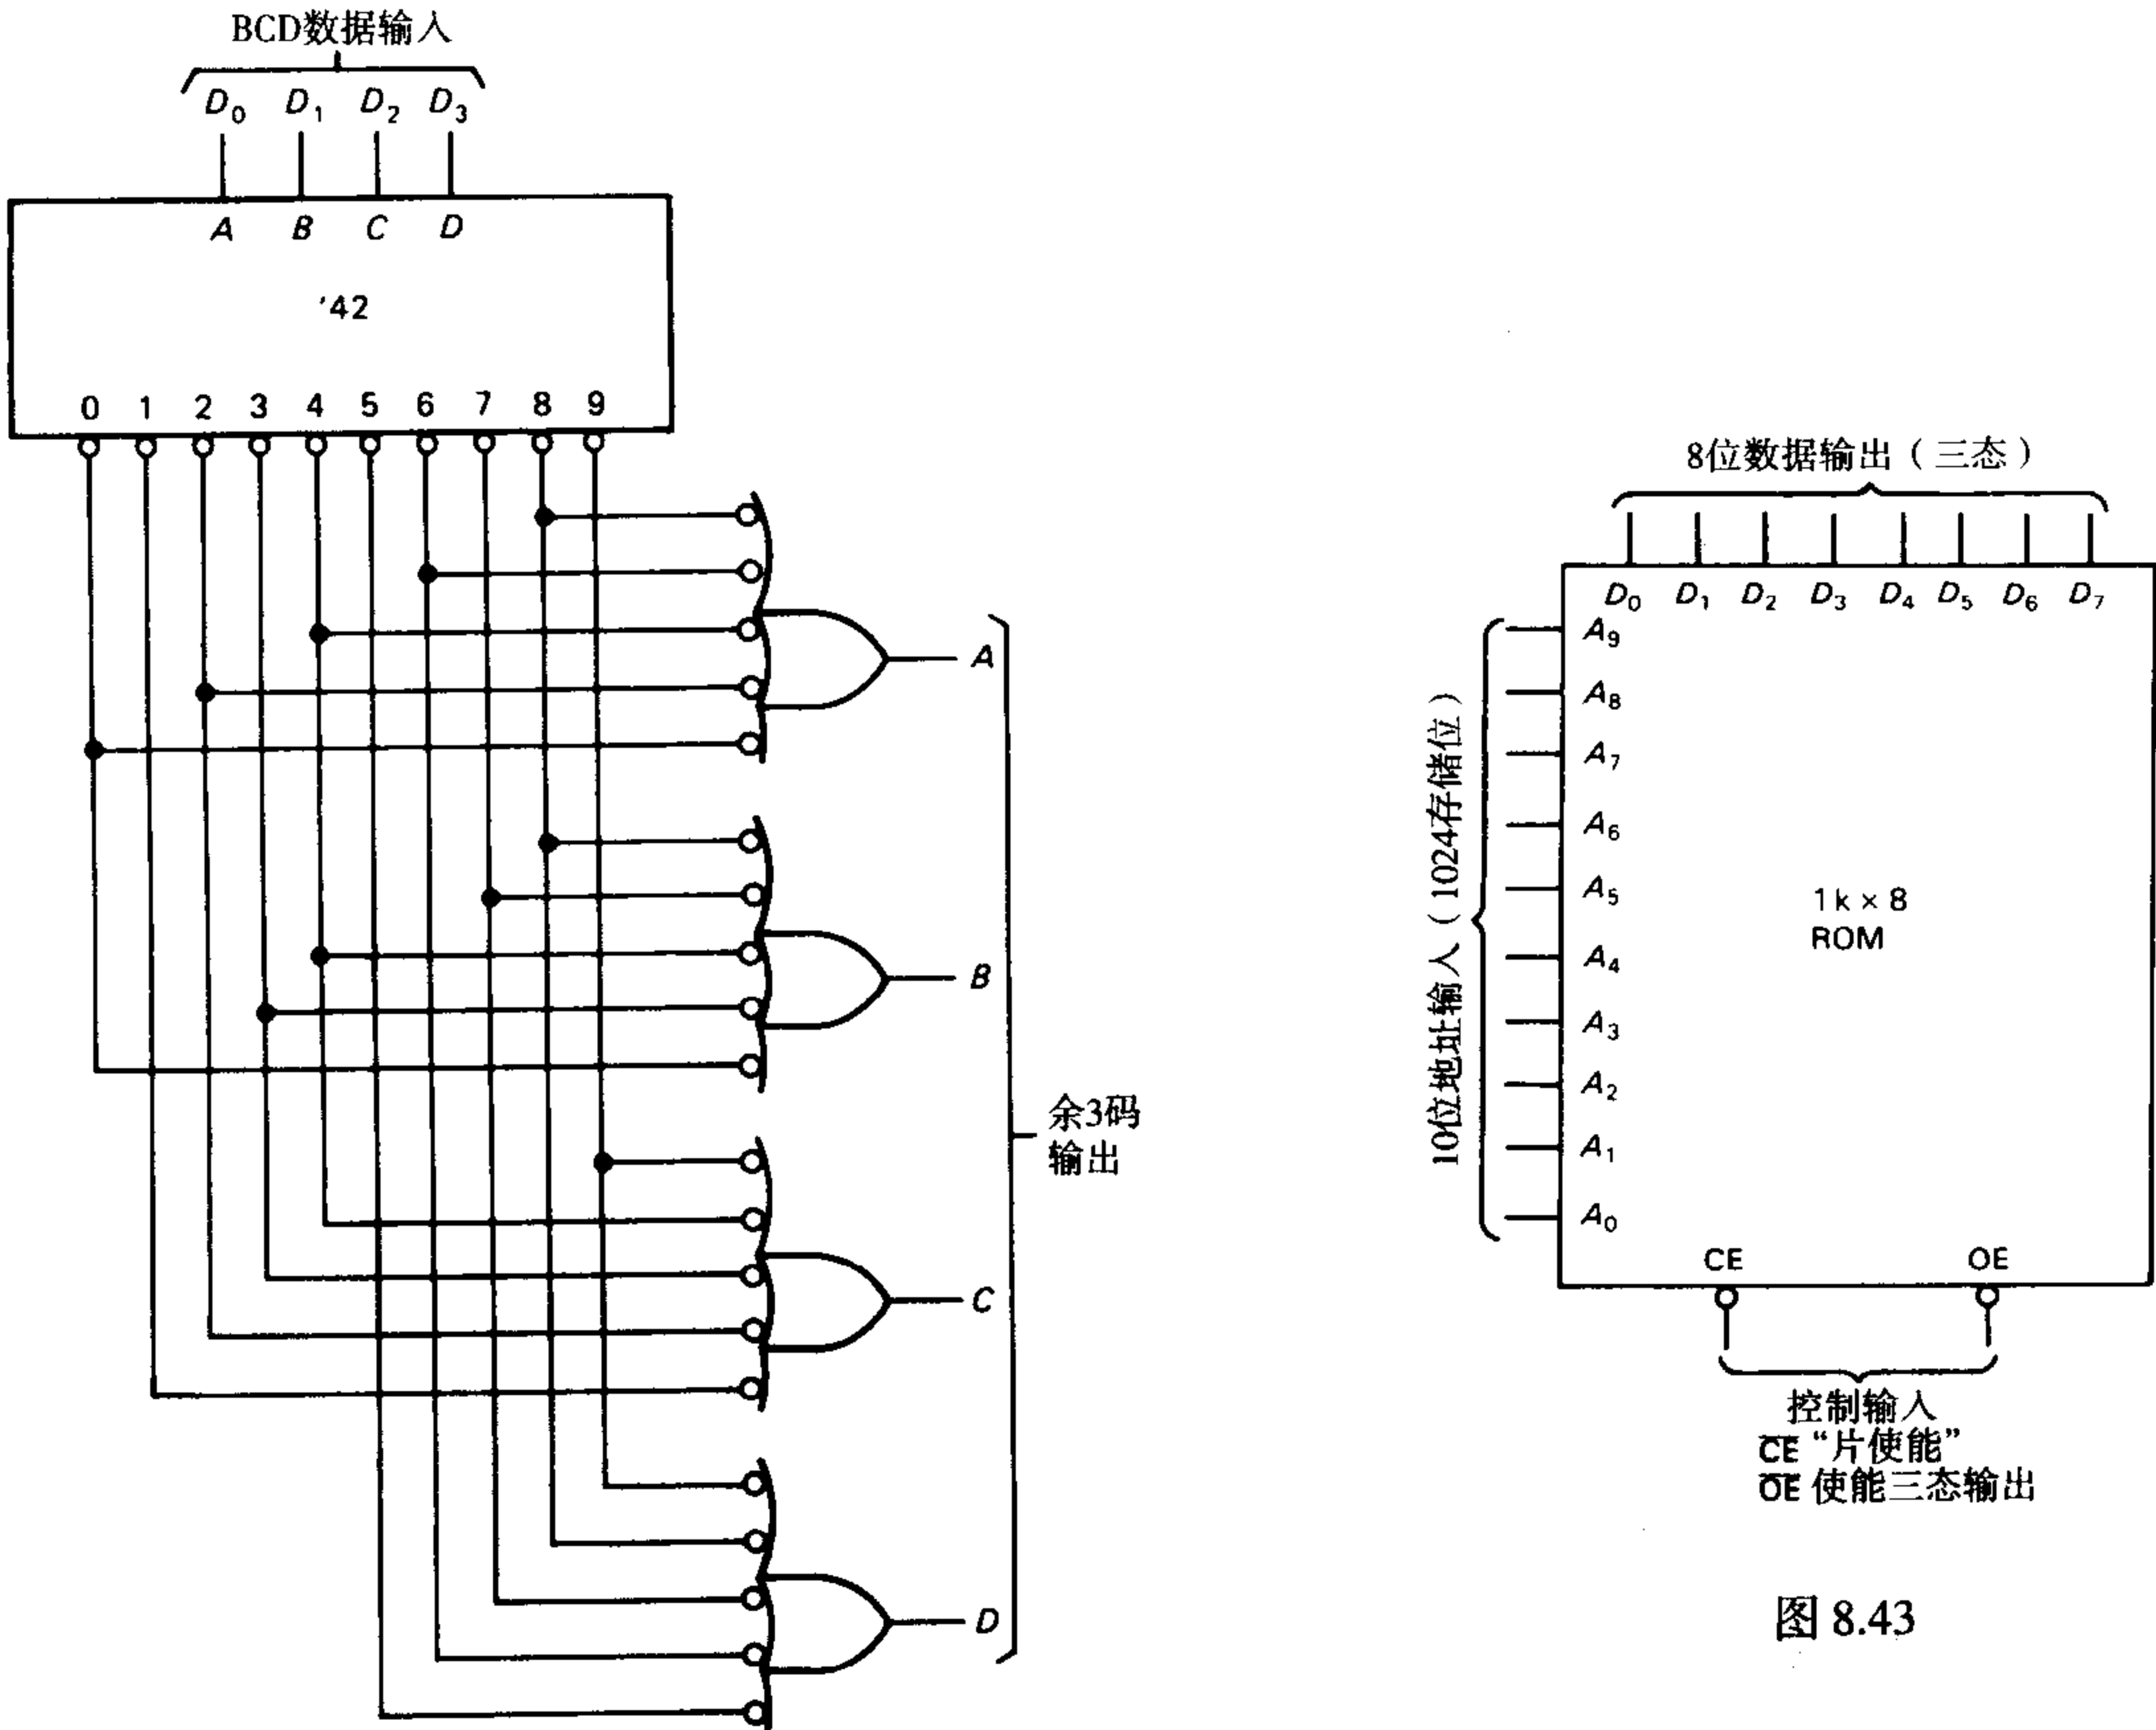 BCD数据输入
D₀ D₁ D₂ D₃
A B C D
'42
0 1 2 3 4 5 6 7 8 9
A
B
C
D
余3码
输出
8位数据输出（三态）
D₀ D₁ D₂ D₃ D₄ D₅ D₆ D₇
10位地址输入（1024存储位）
A₉
A₈
A₇
A₆
A₅
A₄
A₃
A₂
A₁
A₀
1k × 8
ROM
CE OE
控制输入
C̅E̅ “片使能”
O̅E̅ 使能三态输出
图 8.43